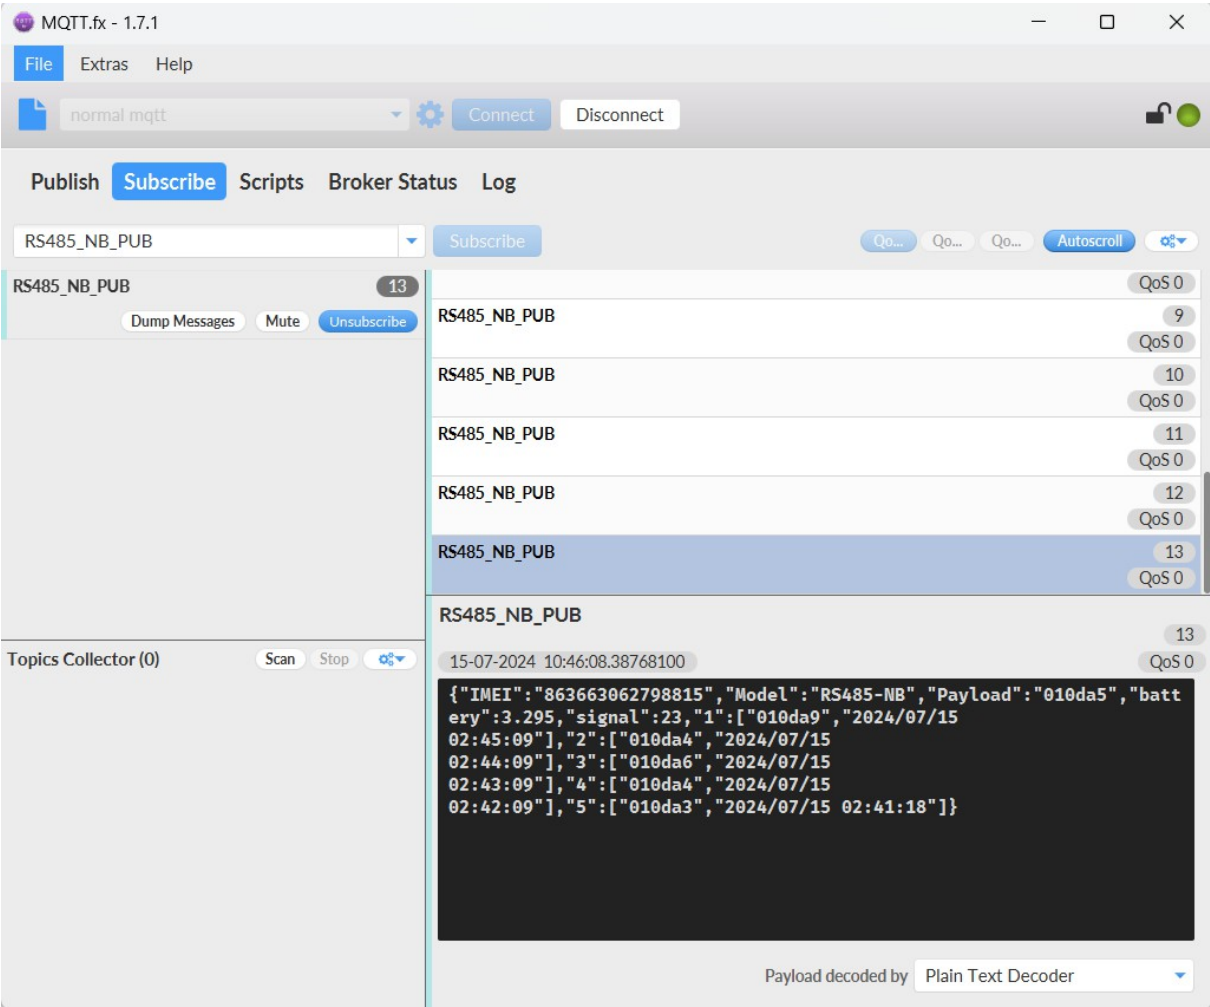 MQTT.fx - 1.7.1
File Extras Help
normal mqtt Connect Disconnect
Publish Subscribe Scripts Broker Status Log
RS485_NB_PUB Subscribe Qo... Qo... Qo... Autoscroll
RS485_NB_PUB 13
Dump Messages Mute Unsubscribe
QoS 0
RS485_NB_PUB 9
QoS 0
RS485_NB_PUB 10
QoS 0
RS485_NB_PUB 11
QoS 0
RS485_NB_PUB 12
QoS 0
RS485_NB_PUB 13
QoS 0
Topics Collector (0) Scan Stop
RS485_NB_PUB
13
15-07-2024 10:46:08.38768100 QoS 0
{"IMEI":"863663062798815","Model":"RS485-NB","Payload":"010da5","batt
ery":3.295,"signal":23,"1":["010da9","2024/07/15
02:45:09"],"2":["010da4","2024/07/15
02:44:09"],"3":["010da6","2024/07/15
02:43:09"],"4":["010da4","2024/07/15
02:42:09"],"5":["010da3","2024/07/15 02:41:18"]}
Payload decoded by Plain Text Decoder